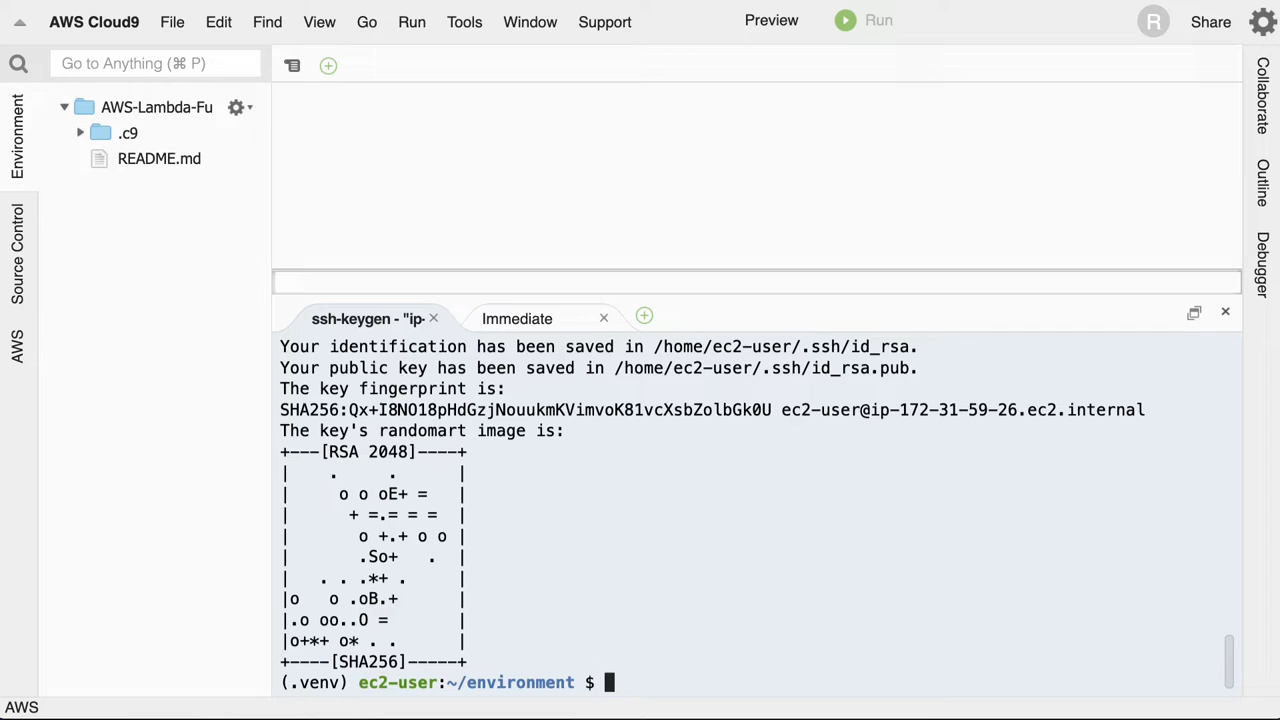 AWS Cloud9 File Edit Find View Go Run Tools Window Support Preview Run R Share
Go to Anything (⌘ P)
Environment
Source Control
AWS
AWS-Lambda-Fu
.c9
README.md
Collaborate
Outline
Debugger
ssh-keygen - "ip- Immediate
Your identification has been saved in /home/ec2-user/.ssh/id_rsa.
Your public key has been saved in /home/ec2-user/.ssh/id_rsa.pub.
The key fingerprint is:
SHA256:Qx+I8NO18pHdGzjNouukmKVimvoK81vcXsbZolbGk0U ec2-user@ip-172-31-59-26.ec2.internal
The key's randomart image is:
+---[RSA 2048]----+
|    .     .      |
|     o o oE+ =   |
|      + =.= = =  |
|       o +.+ o o |
|       .So+   .  |
|   . . .*+ .     |
|o   o .oB.+      |
|.o oo..O =       |
|o+*+ o* . .      |
+----[SHA256]-----+
(.venv) ec2-user:~/environment $
AWS